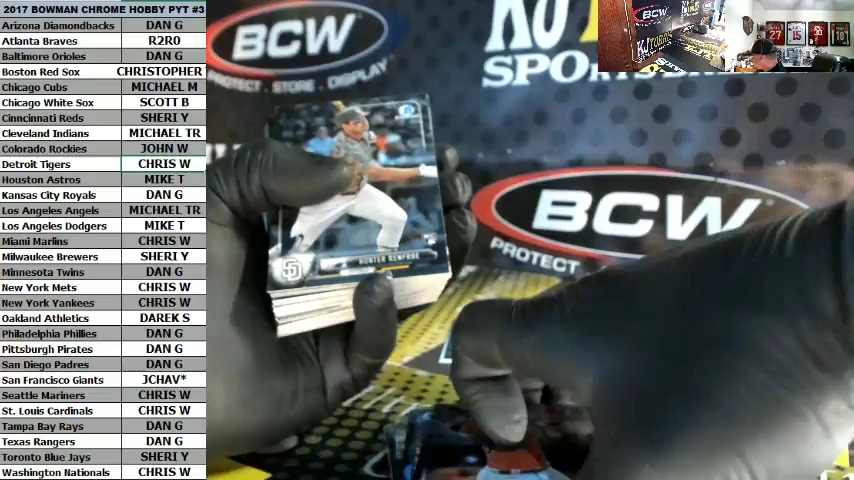 2017 BOWMAN CHROME HOBBY PYT #3
Arizona Diamondbacks DAN G
Atlanta Braves R2R0
Baltimore Orioles DAN G
Boston Red Sox CHRISTOPHER
Chicago Cubs MICHAEL M
Chicago White Sox SCOTT B
Cinncinnati Reds SHERI Y
Cleveland Indians MICHAEL TR
Colorado Rockies JOHN W
Detroit Tigers CHRIS W
Houston Astros MIKE T
Kansas City Royals DAN G
Los Angeles Angels MICHAEL TR
Los Angeles Dodgers MIKE T
Miami Marlins CHRIS W
Milwaukee Brewers SHERI Y
Minnesota Twins DAN G
New York Mets CHRIS W
New York Yankees CHRIS W
Oakland Athletics DAREK S
Philadelphia Phillies DAN G
Pittsburgh Pirates DAN G
San Diego Padres DAN G
San Francisco Giants JCHAV*
Seattle Mariners CHRIS W
St. Louis Cardinals CHRIS W
Tampa Bay Rays DAN G
Texas Rangers DAN G
Toronto Blue Jays SHERI Y
Washington Nationals CHRIS W
BCW
PROTECT . STORE . DISPLAY
SPO
HUNTER RENFROE
BCW
PROTECT
BCW
27
15
18